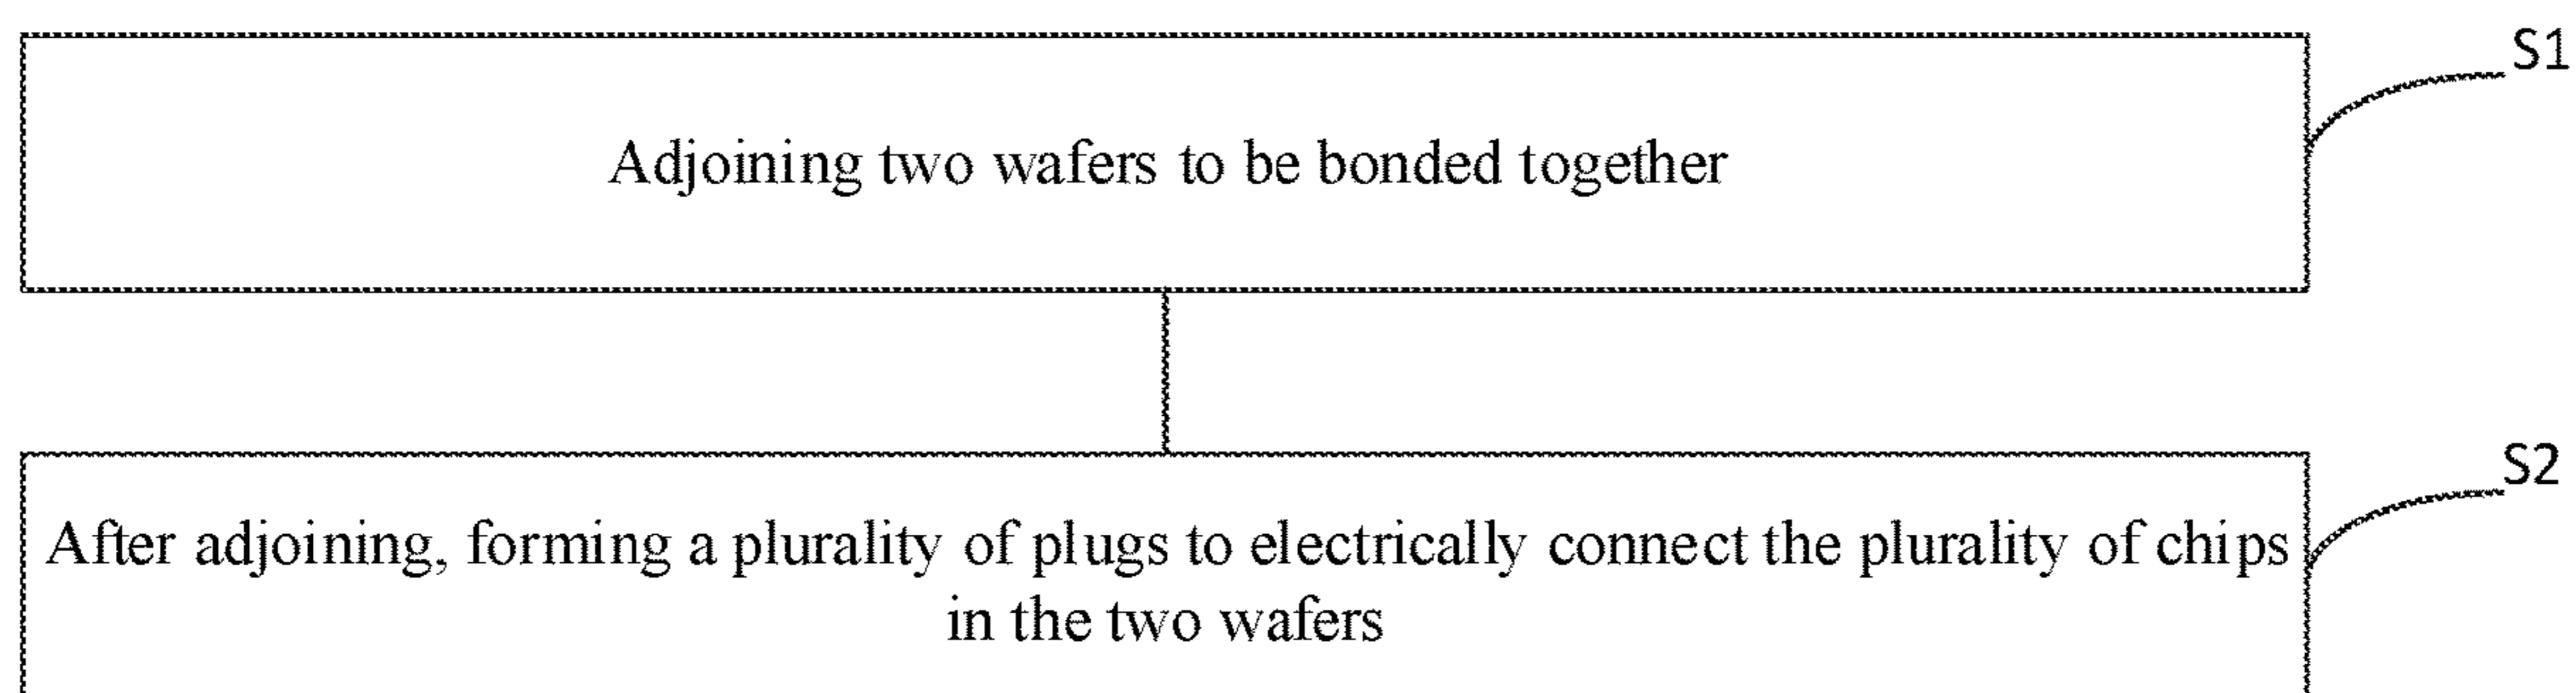 S1
Adjoining two wafers to be bonded together
S2
After adjoining, forming a plurality of plugs to electrically connect the plurality of chips
in the two wafers